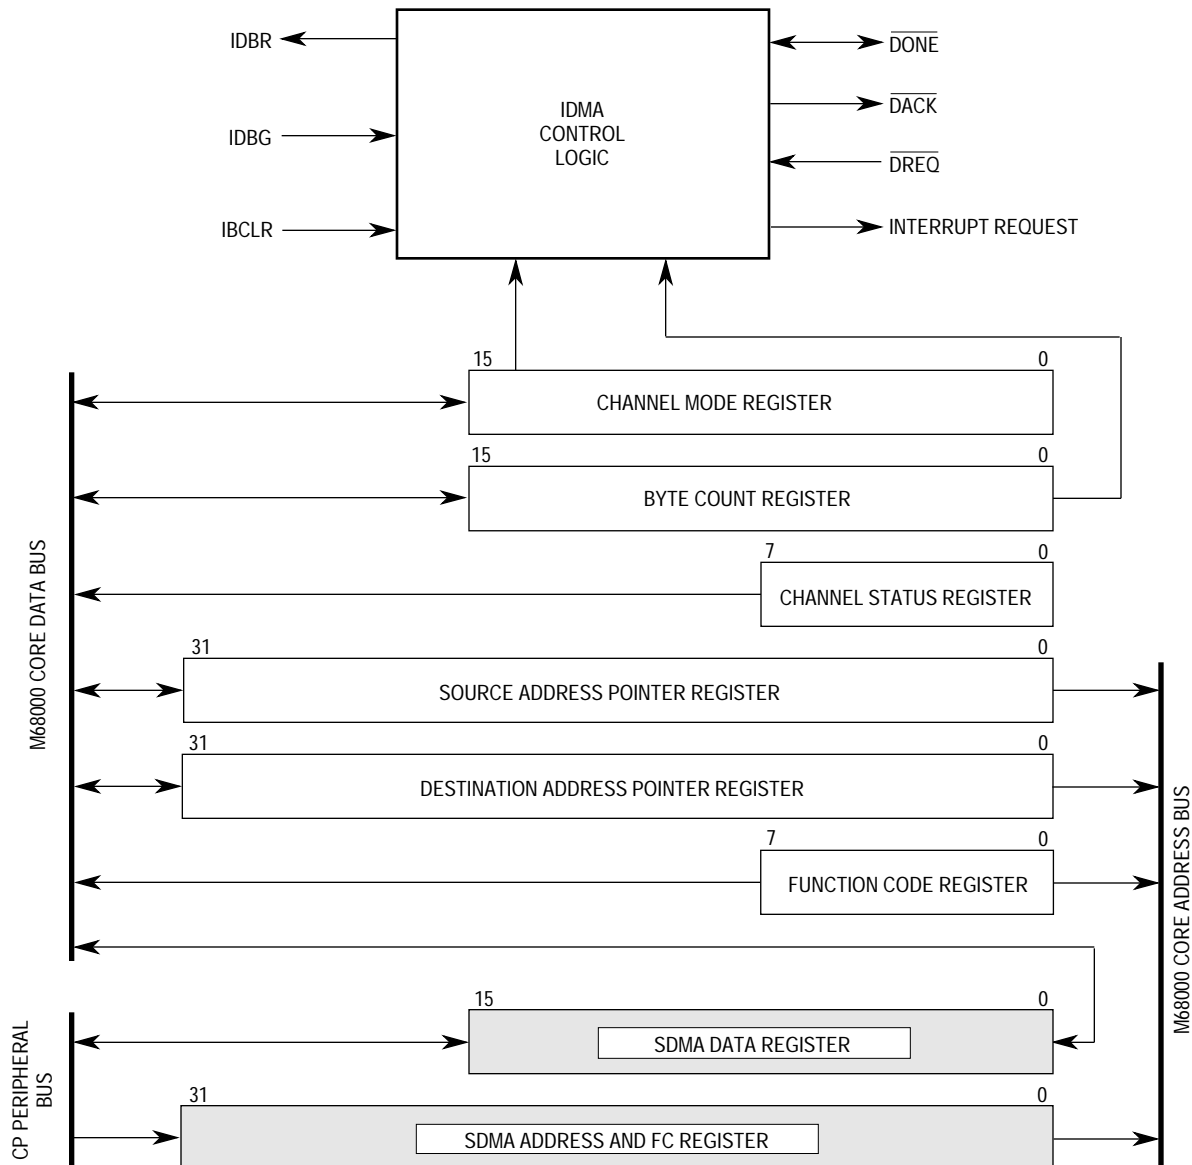 IDBR
IDBG
IBCLR
IDMA
CONTROL
LOGIC
DONE
DACK
DREQ
INTERRUPT REQUEST
15 0
CHANNEL MODE REGISTER
15 0
BYTE COUNT REGISTER
7 0
CHANNEL STATUS REGISTER
31 0
SOURCE ADDRESS POINTER REGISTER
31 0
DESTINATION ADDRESS POINTER REGISTER
7 0
FUNCTION CODE REGISTER
15 0
SDMA DATA REGISTER
31 0
SDMA ADDRESS AND FC REGISTER
M68000 CORE DATA BUS
CP PERIPHERAL
BUS
M68000 CORE ADDRESS BUS